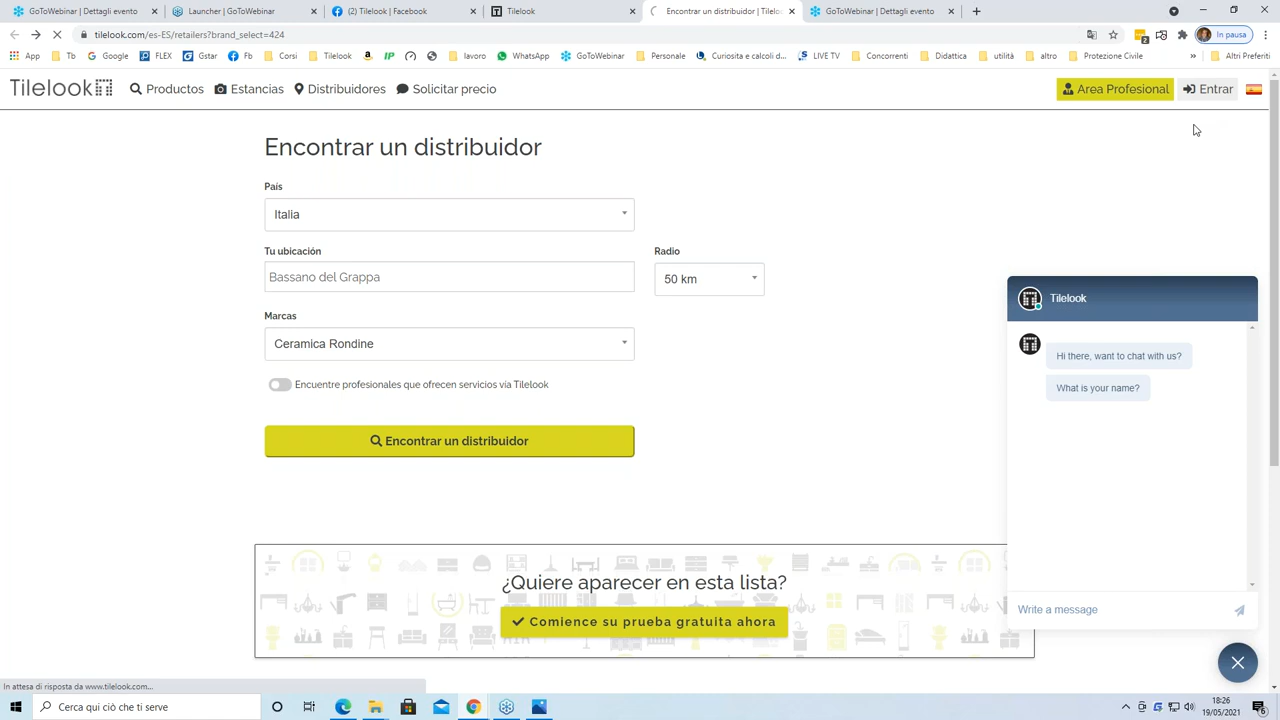 GoToWebinar | Dettagli evento
Launcher | GoToWebinar
(2) Tilelook | Facebook
Tilelook
Encontrar un distribuidor | Tilelo
GoToWebinar | Dettagli evento
tilelook.com/es-ES/retailers?brand_select=424
2
In pausa
App
Tb
Google
FLEX
Gstar
Fb
Corsi
Tilelook
IP
lavoro
WhatsApp
GoToWebinar
Personale
Curiosita e calcoli d...
LIVE TV
Concorrenti
Didattica
utilità
altro
Protezione Civile
»
Altri Preferiti
Tilelook
Productos
Estancias
Distribuidores
Solicitar precio
Area Profesional
Entrar
Encontrar un distribuidor
País
Italia
Tu ubicación
Radio
Bassano del Grappa
50 km
Marcas
Ceramica Rondine
Encuentre profesionales que ofrecen servicios vía Tilelook
Encontrar un distribuidor
¿Quiere aparecer en esta lista?
Comience su prueba gratuita ahora
Tilelook
Hi there, want to chat with us?
What is your name?
Write a message
In attesa di risposta da www.tilelook.com...
Cerca qui ciò che ti serve
18:26
19/05/2021
6